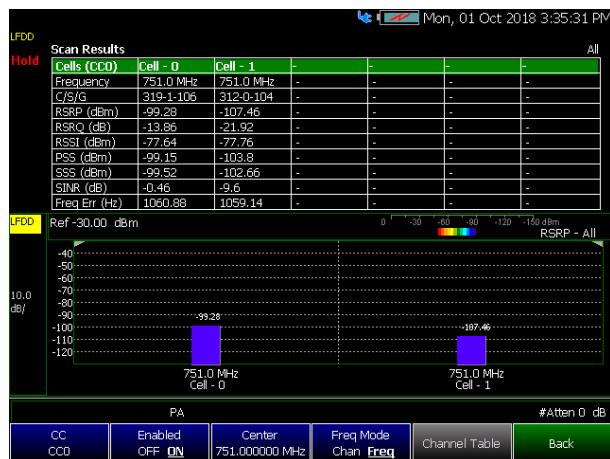 Mon, 01 Oct 2018 3:35:31 PM
LFDD
Hold
Scan Results All
Cells (CC0) Cell - 0 Cell - 1 - - - -
Frequency 751.0 MHz 751.0 MHz - - - -
C/S/G 319-1-106 312-0-104 - - - -
RSRP (dBm) -99.28 -107.46 - - - -
RSRQ (dB) -13.86 -21.92 - - - -
RSSI (dBm) -77.64 -77.76 - - - -
PSS (dBm) -99.15 -103.8 - - - -
SSS (dBm) -99.52 -102.66 - - - -
SINR (dB) -0.46 -9.6 - - - -
Freq Err (Hz) 1060.88 1059.14 - - - -
LFDD Ref -30.00 dBm 0 -30 -60 -90 -120 -150 dBm
RSRP - All
-40
-50
-60
-70
10.0
dB/
-80
-90
-100
-110
-120
-99.28
-107.46
751.0 MHz 751.0 MHz
Cell - 0 Cell - 1
PA #Atten 0 dB
CC Enabled Center Freq Mode Channel Table Back
CC0 OFF ON 751.000000 MHz Chan Freq